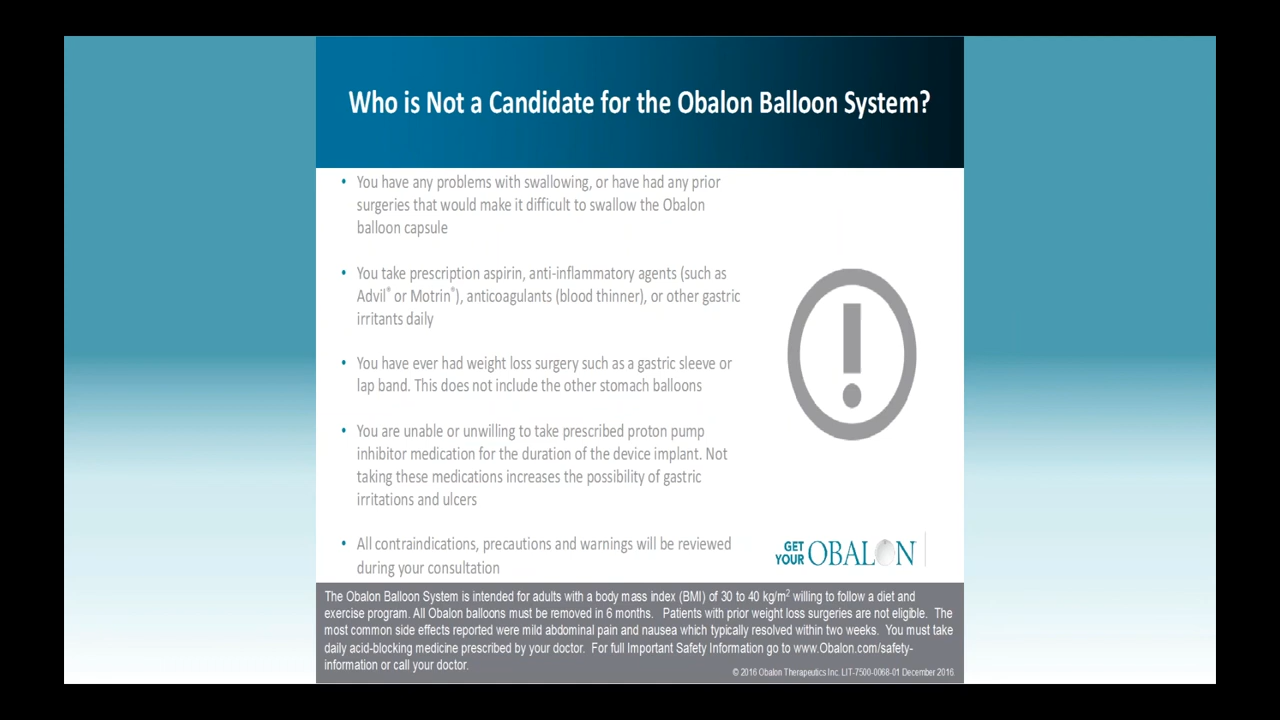 Who is Not a Candidate for the Obalon Balloon System?
• You have any problems with swallowing, or have had any prior
surgeries that would make it difficult to swallow the Obalon
balloon capsule
• You take prescription aspirin, anti-inflammatory agents (such as
Advil® or Motrin®), anticoagulants (blood thinner), or other gastric
irritants daily
• You have ever had weight loss surgery such as a gastric sleeve or
lap band. This does not include the other stomach balloons
• You are unable or unwilling to take prescribed proton pump
inhibitor medication for the duration of the device implant. Not
taking these medications increases the possibility of gastric
irritations and ulcers
• All contraindications, precautions and warnings will be reviewed
during your consultation
GET
YOUR OBALON
The Obalon Balloon System is intended for adults with a body mass index (BMI) of 30 to 40 kg/m² willing to follow a diet and
exercise program. All Obalon balloons must be removed in 6 months. Patients with prior weight loss surgeries are not eligible. The
most common side effects reported were mild abdominal pain and nausea which typically resolved within two weeks. You must take
daily acid-blocking medicine prescribed by your doctor. For full Important Safety Information go to www.Obalon.com/safety-
information or call your doctor.
© 2016 Obalon Therapeutics Inc. LIT-7500-0068-01 December 2016.